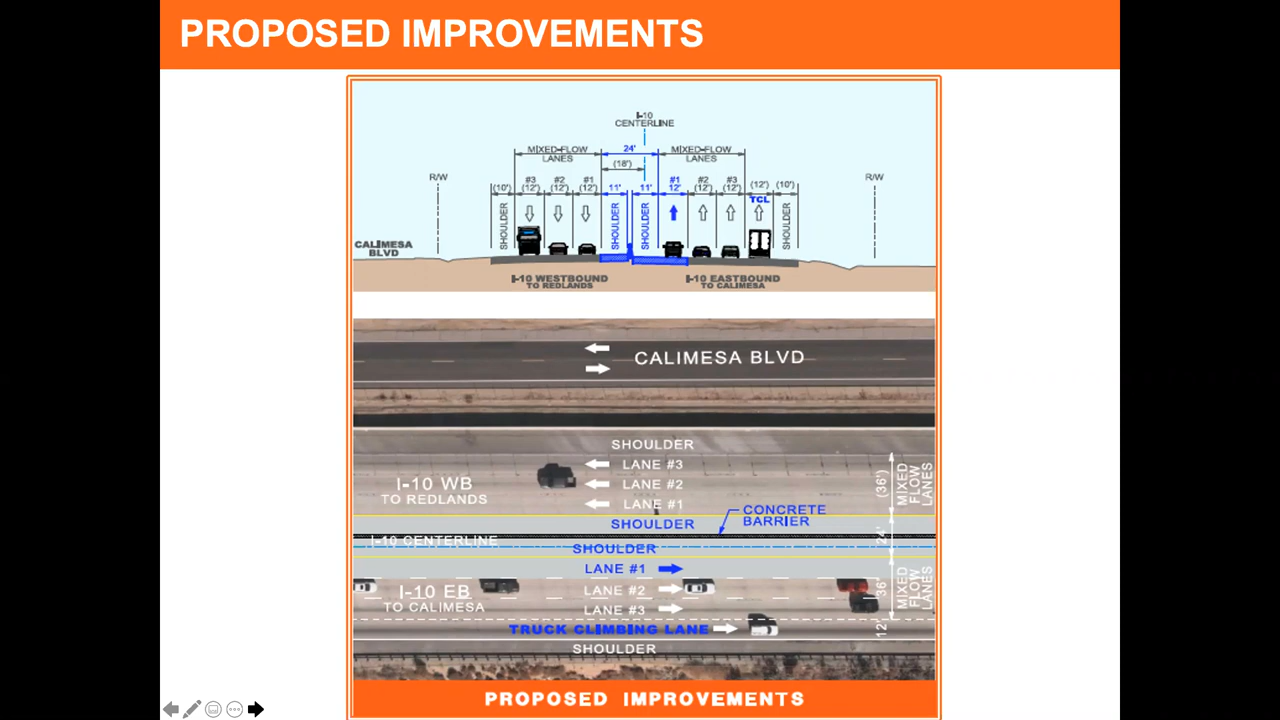 PROPOSED IMPROVEMENTS
I-10
CENTERLINE
MIXED-FLOW
LANES
24'
MIXED-FLOW
LANES
(18')
R/W
(10')
#3
(12')
#2
(12')
#1
(12')
11'
11'
#1
12'
#2
(12')
#3
(12')
(12')
(10')
R/W
TCL
SHOULDER
SHOULDER
SHOULDER
SHOULDER
CALIMESA
BLVD
I-10 WESTBOUND
TO REDLANDS
I-10 EASTBOUND
TO CALIMESA
CALIMESA BLVD
SHOULDER
LANE #3
LANE #2
LANE #1
I-10 WB
TO REDLANDS
(36')
MIXED
FLOW
LANES
SHOULDER
CONCRETE
BARRIER
24'
I-10 CENTERLINE
SHOULDER
LANE #1
LANE #2
LANE #3
I-10 EB
TO CALIMESA
36'
MIXED
FLOW
LANES
TRUCK CLIMBING LANE
12'
SHOULDER
PROPOSED IMPROVEMENTS